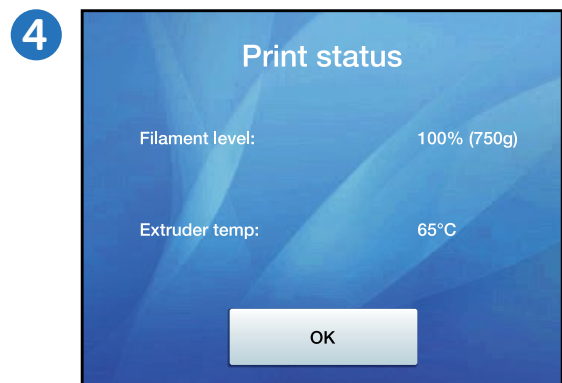 4
Print status
Filament level: 100% (750g)
Extruder temp: 65°C
OK